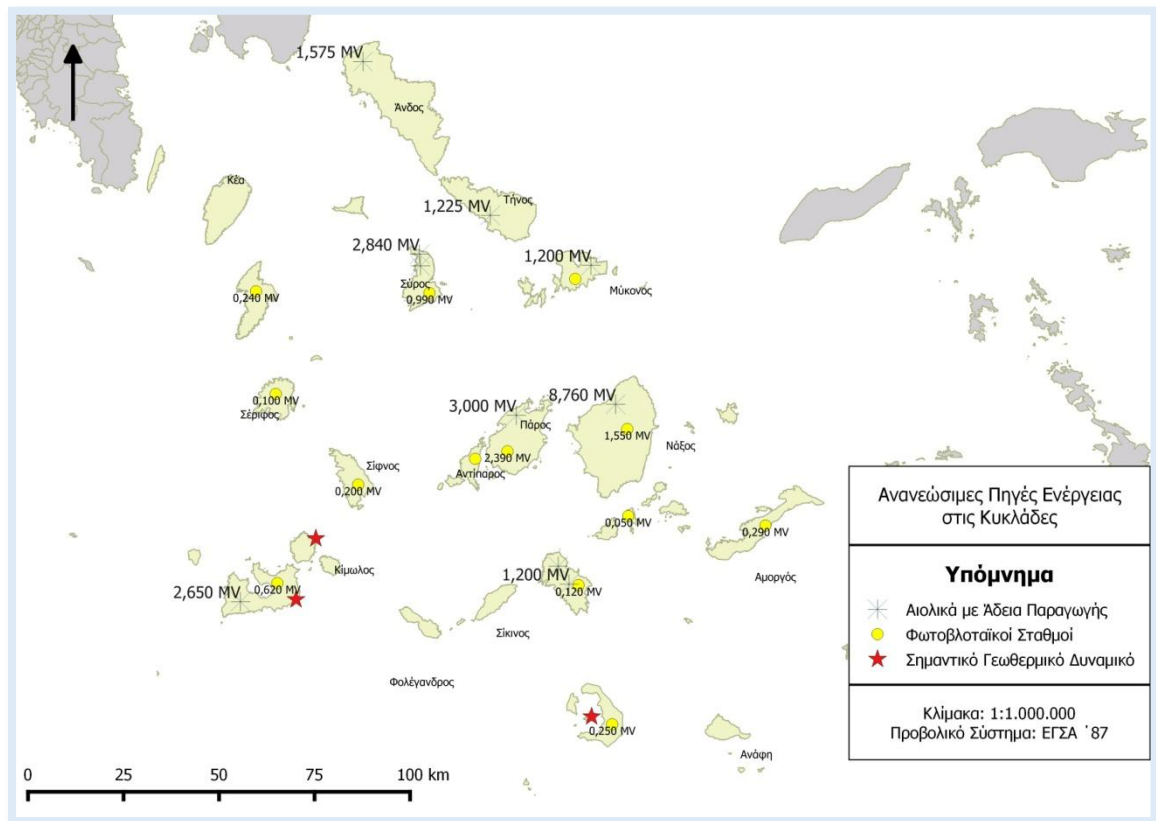 1,575 MV
Άνδος
Κέα
Τήνος
1,225 MV
2,840 MV
1,200 MV
Σύρος
0,990 MV
Μύκονός
0,240 MV
0,100 MV
Σέριφος
8,760 MV
3,000 MV
Πάρος
1,550 MV
Νάξος
2,390 MV
Αντίπαρος
Σίφνος
0,200 MV
0,050 MV
0,290 MV
Αμοργός
Κίμωλος
0,620 MV
2,650 MV
1,200 MV
0,120 MV
Σίκινος
Φολέγανδρος
0,250 MV
Ανάφη
Ανανεώσιμες Πηγές Ενέργειας
στις Κυκλάδες
Υπόμνημα
Αιολικά με Άδεια Παραγωγής
Φωτοβλοταϊκοί Σταθμοί
Σημαντικό Γεωθερμικό Δυναμικό
Κλίμακα: 1:1.000.000
Προβολικό Σύστημα: ΕΓΣΑ ΄87
0 25 50 75 100 km